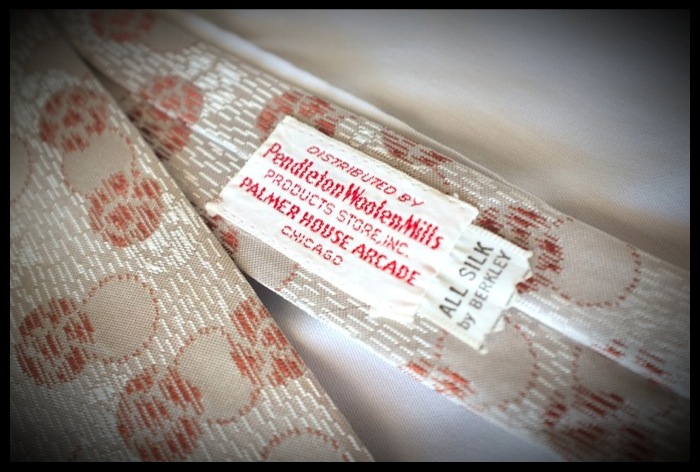 DISTRIBUTED BY
Pendleton Woolen Mills
PRODUCTS STORE, INC.
PALMER HOUSE ARCADE
CHICAGO
ALL SILK
by BERKLEY